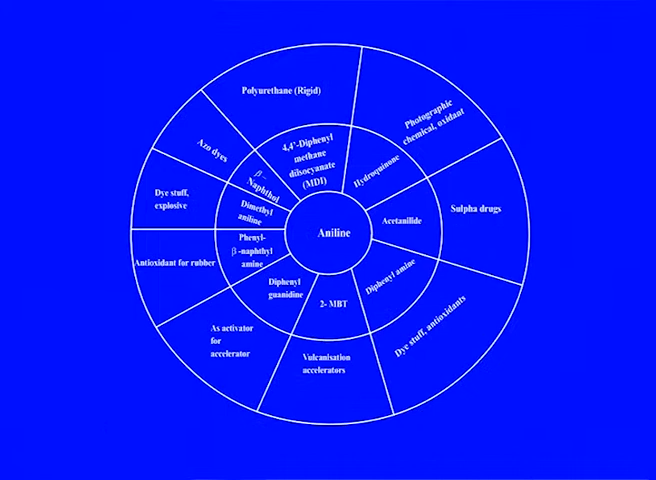 Polyurethane (Rigid)
Photographic
chemical, oxidant
Sulpha drugs
Dye stuff, antioxidants
Vulcanisation
accelerators
As activator
for
accelerator
Antioxidant for rubber
Dye stuff,
explosive
Azo dyes
4,4'-Diphenyl
methane
diisocyanate
(MDI)
Hydroquinone
Acetanilide
Diphenyl amine
2- MBT
Diphenyl
guanidine
Phenyl-
β -naphthyl
amine
Dimethyl
aniline
β –
Naphthol
Aniline